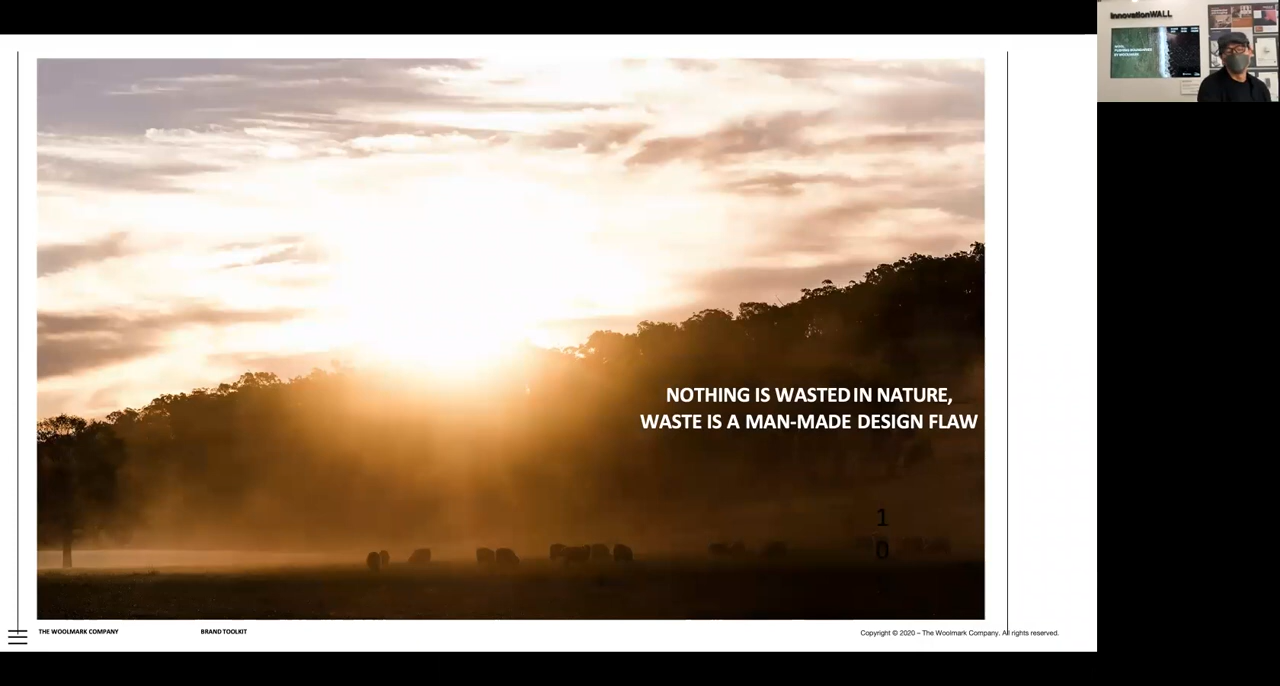 InnovationWALL
NOTHING IS WASTED IN NATURE,
WASTE IS A MAN-MADE DESIGN FLAW
1
0
THE WOOLMARK COMPANY
BRAND TOOLKIT
Copyright © 2020 – The Woolmark Company. All rights reserved.